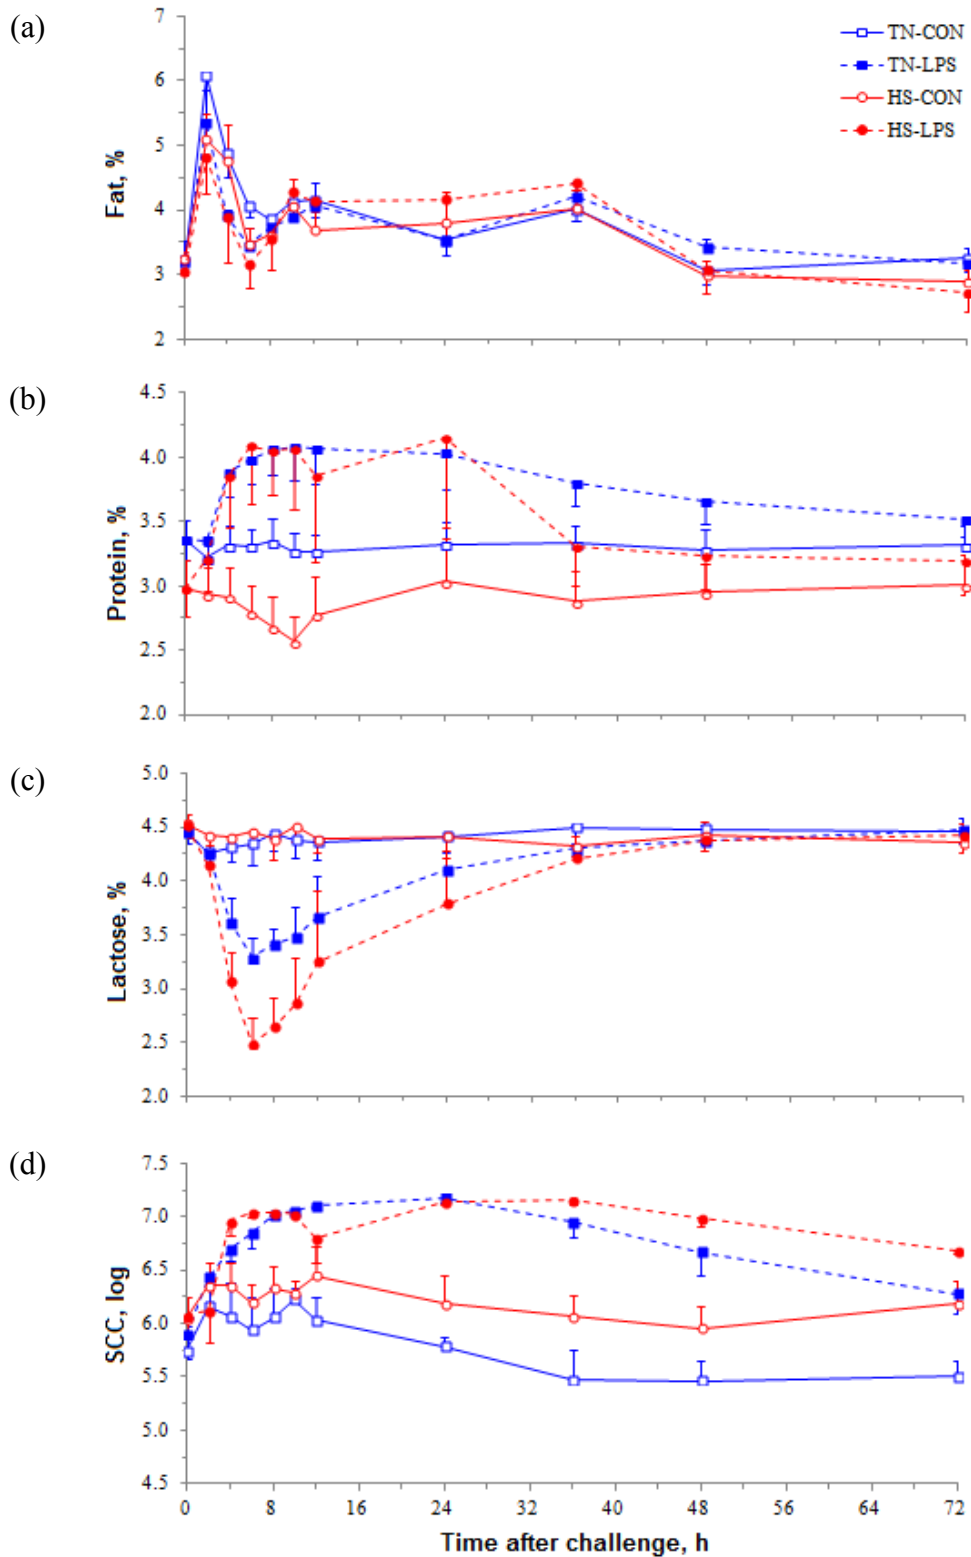 (a)
Fat, %
7
6
5
4
3
2
TN-CON
TN-LPS
HS-CON
HS-LPS
(b)
Protein, %
4.5
4.0
3.5
3.0
2.5
2.0
(c)
Lactose, %
5.0
4.5
4.0
3.5
3.0
2.5
2.0
(d)
SCC, log
7.5
7.0
6.5
6.0
5.5
5.0
4.5
0 8 16 24 32 40 48 56 64 72
Time after challenge, h